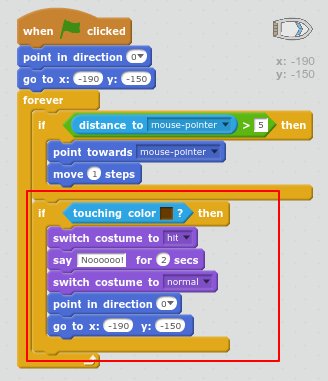 when clicked
point in direction 0
go to x: -190 y: -150
x: -190
y: -150
forever
if distance to mouse-pointer > 5 then
point towards mouse-pointer
move 1 steps
if touching color ? then
switch costume to hit
say Noooooo! for 2 secs
switch costume to normal
point in direction 0
go to x: -190 y: -150